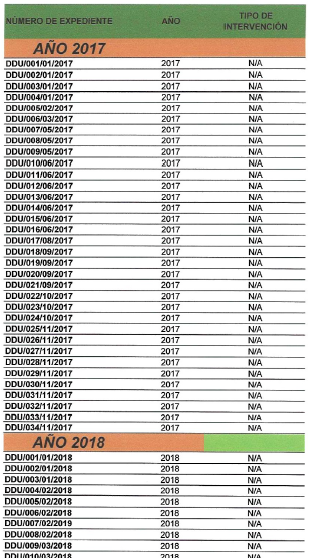 NÚMERO DE EXPEDIENTE AÑO TIPO DE INTERVENCIÓN
AÑO 2017
DDU/001/01/2017 2017 N/A
DDU/002/01/2017 2017 N/A
DDU/003/01/2017 2017 N/A
DDU/004/01/2017 2017 N/A
DDU/005/02/2017 2017 N/A
DDU/006/03/2017 2017 N/A
DDU/007/05/2017 2017 N/A
DDU/008/05/2017 2017 N/A
DDU/009/05/2017 2017 N/A
DDU/010/06/2017 2017 N/A
DDU/011/06/2017 2017 N/A
DDU/012/06/2017 2017 N/A
DDU/013/06/2017 2017 N/A
DDU/014/06/2017 2017 N/A
DDU/015/06/2017 2017 N/A
DDU/016/06/2017 2017 N/A
DDU/017/08/2017 2017 N/A
DDU/018/09/2017 2017 N/A
DDU/019/09/2017 2017 N/A
DDU/020/09/2017 2017 N/A
DDU/021/09/2017 2017 N/A
DDU/022/10/2017 2017 N/A
DDU/023/10/2017 2017 N/A
DDU/024/10/2017 2017 N/A
DDU/025/11/2017 2017 N/A
DDU/026/11/2017 2017 N/A
DDU/027/11/2017 2017 N/A
DDU/028/11/2017 2017 N/A
DDU/029/11/2017 2017 N/A
DDU/030/11/2017 2017 N/A
DDU/031/11/2017 2017 N/A
DDU/032/11/2017 2017 N/A
DDU/033/11/2017 2017 N/A
DDU/034/11/2017 2017 N/A
AÑO 2018
DDU/001/01/2018 2018 N/A
DDU/002/01/2018 2018 N/A
DDU/003/01/2018 2018 N/A
DDU/004/02/2018 2018 N/A
DDU/005/02/2018 2018 N/A
DDU/006/02/2018 2018 N/A
DDU/007/02/2019 2018 N/A
DDU/008/02/2018 2018 N/A
DDU/009/03/2018 2018 N/A
DDU/010/03/2018 2018 N/A